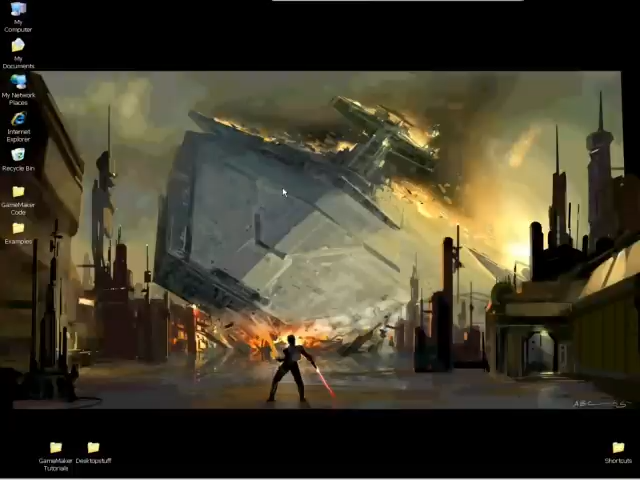 My
Computer
My
Documents
My Network
Places
Internet
Explorer
Recycle Bin
GameMaker
Code
Examples
GameMaker
Tutorials
Desktopstuff
Shortcuts